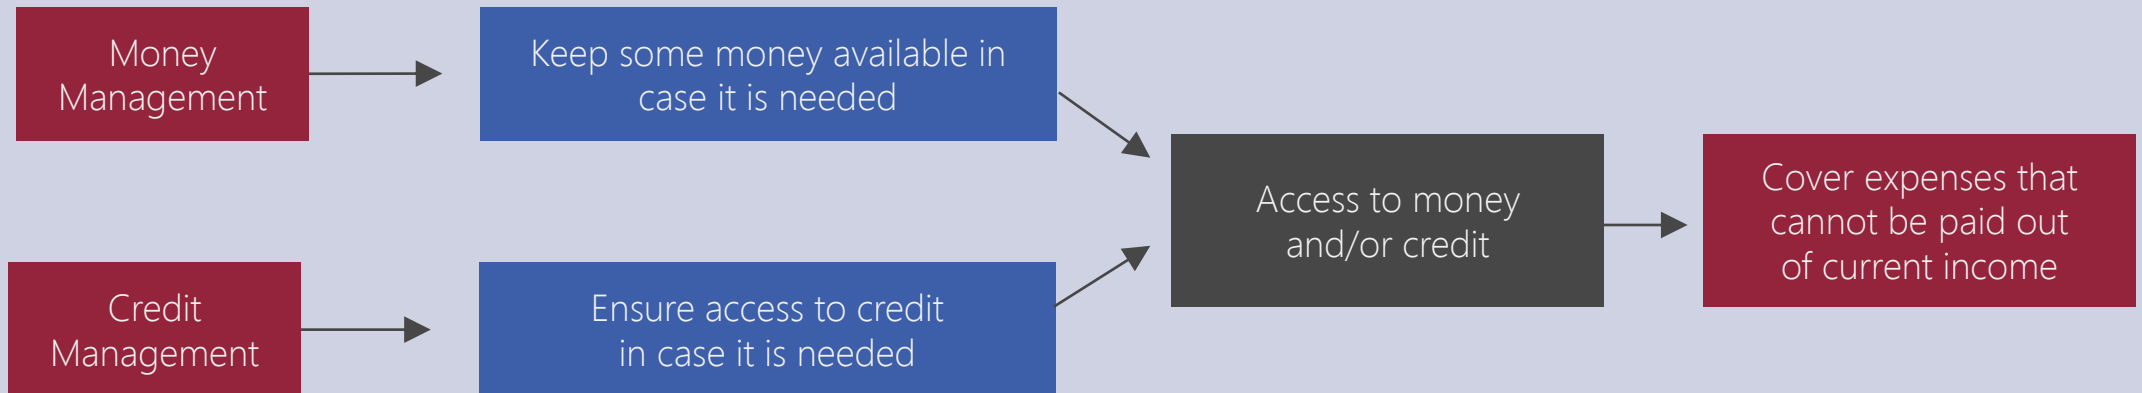 Money
Management
Keep some money available in
case it is needed
Credit
Management
Ensure access to credit
in case it is needed
Access to money
and/or credit
Cover expenses that
cannot be paid out
of current income